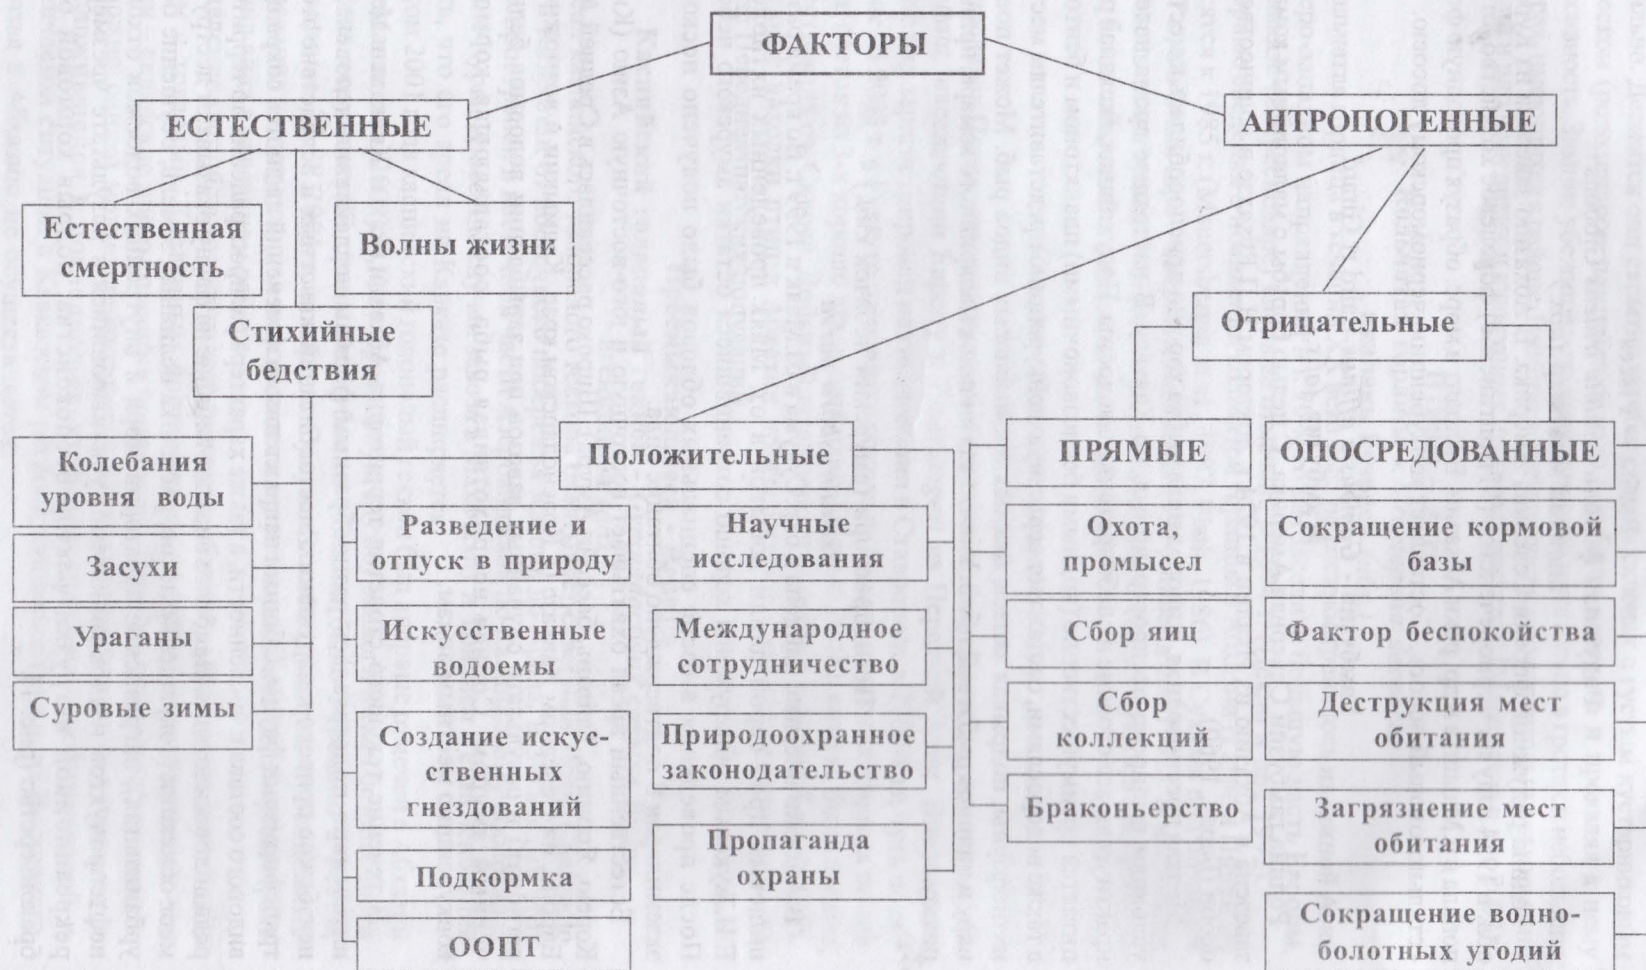 ФАКТОРЫ
ЕСТЕСТВЕННЫЕ
АНТРОПОГЕННЫЕ
Естественная
смертность
Волны жизни
Стихийные
бедствия
Колебания
уровня воды
Засухи
Ураганы
Суровые зимы
Положительные
Разведение и
отпуск в природу
Искусственные
водоемы
Создание искус-
ственных
гнездований
Подкормка
ООПТ
Научные
исследования
Международное
сотрудничество
Природоохранное
законодательство
Пропаганда
охраны
Отрицательные
ПРЯМЫЕ
Охота,
промысел
Сбор яиц
Сбор
коллекций
Браконьерство
ОПОСРЕДОВАННЫЕ
Сокращение кормовой
базы
Фактор беспокойства
Деструкция мест
обитания
Загрязнение мест
обитания
Сокращение водно-
болотных угодий